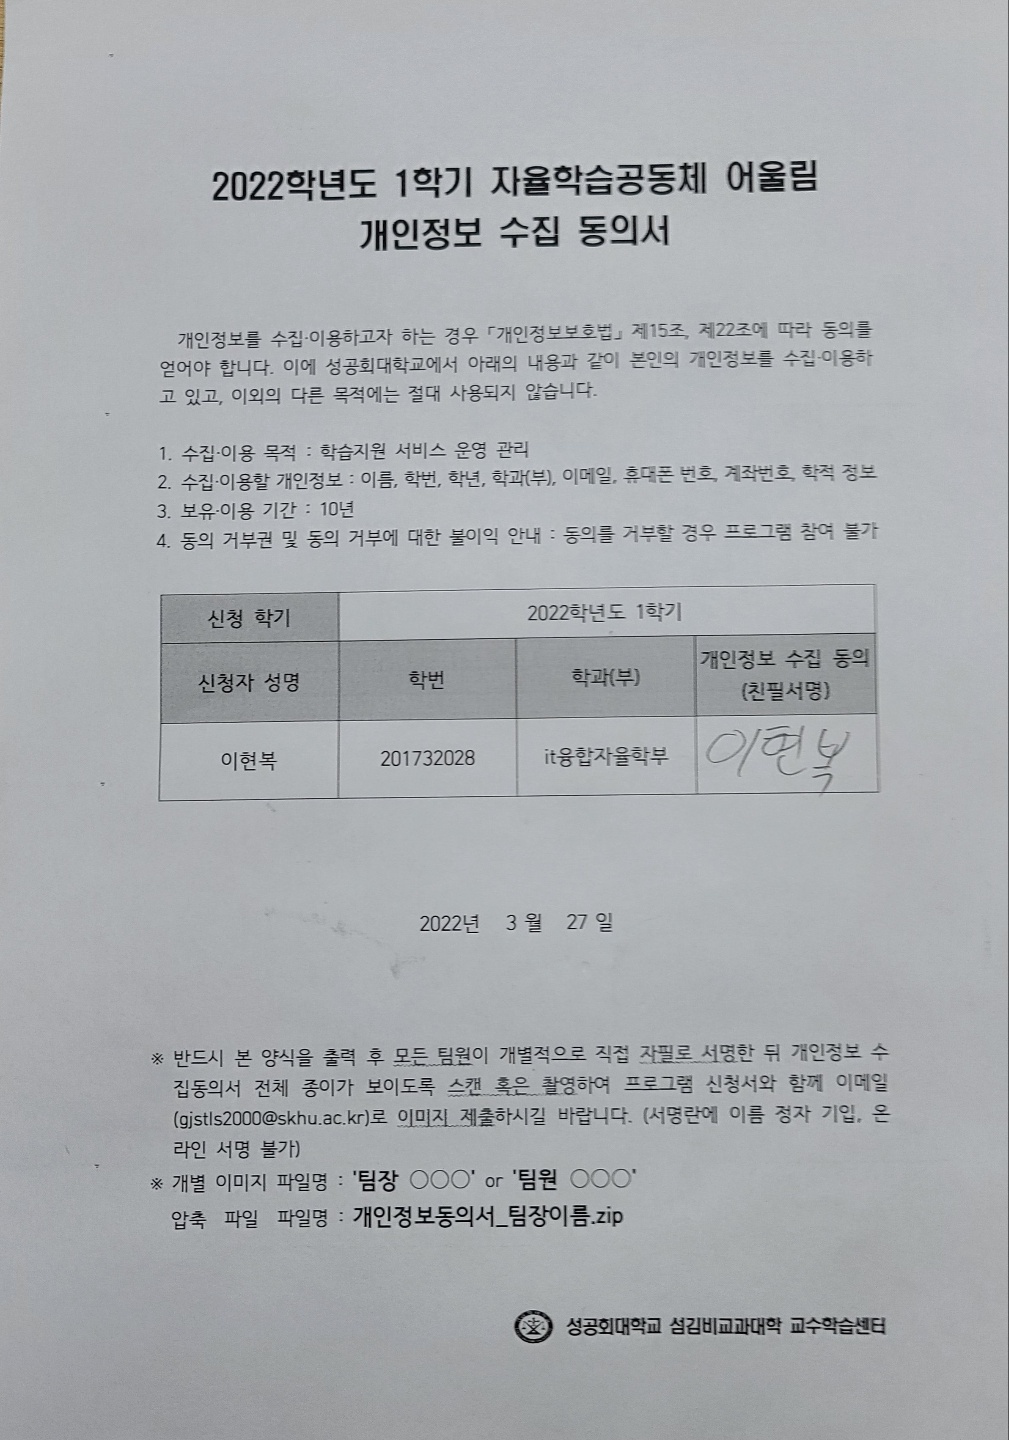 2022학년도 1학기 자율학습공동체 어울림
개인정보 수집 동의서
개인정보를 수집·이용하고자 하는 경우 「개인정보보호법」 제15조, 제22조에 따라 동의를
얻어야 합니다. 이에 성공회대학교에서 아래의 내용과 같이 본인의 개인정보를 수집·이용하
고 있고, 이외의 다른 목적에는 절대 사용되지 않습니다.
1. 수집·이용 목적 : 학습지원 서비스 운영 관리
2. 수집·이용할 개인정보 : 이름, 학번, 학년, 학과(부), 이메일, 휴대폰 번호, 계좌번호, 학적 정보
3. 보유·이용 기간 : 10년
4. 동의 거부권 및 동의 거부에 대한 불이익 안내 : 동의를 거부할 경우 프로그램 참여 불가
신청 학기 2022학년도 1학기
신청자 성명 학번 학과(부) 개인정보 수집 동의
(친필서명)
이현복 201732028 it융합자율학부 이현복
2022년 3 월 27 일
※ 반드시 본 양식을 출력 후 모든 팀원이 개별적으로 직접 자필로 서명한 뒤 개인정보 수
집동의서 전체 종이가 보이도록 스캔 혹은 촬영하여 프로그램 신청서와 함께 이메일
(gjstls2000@skhu.ac.kr)로 이미지 제출하시길 바랍니다. (서명란에 이름 정자 기입, 온
라인 서명 불가)
※ 개별 이미지 파일명 : '팀장 ○○○' or '팀원 ○○○'
압축 파일 파일명 : 개인정보동의서_팀장이름.zip
성공회대학교 섬김비교과대학 교수학습센터